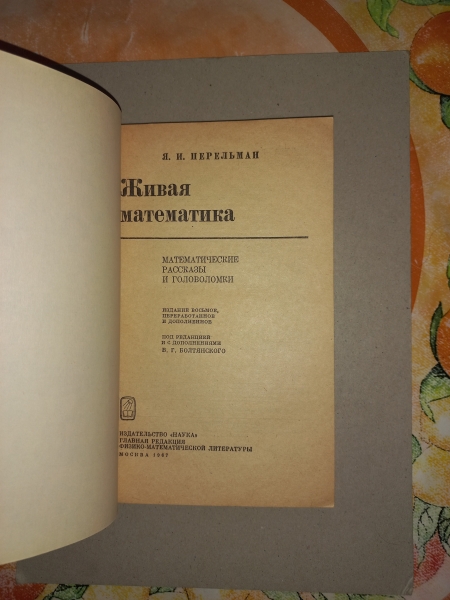 Я. И. ПЕРЕЛЬМАН
Живая
математика
МАТЕМАТИЧЕСКИЕ
РАССКАЗЫ
И ГОЛОВОЛОМКИ
ИЗДАНИЕ ВОСЬМОЕ,
ПЕРЕРАБОТАННОЕ
И ДОПОЛНЕННОЕ
ПОД РЕДАКЦИЕЙ
И С ДОПОЛНЕНИЯМИ
В. Г. БОЛТЯНСКОГО
ИЗДАТЕЛЬСТВО «НАУКА»
ГЛАВНАЯ РЕДАКЦИЯ
ФИЗИКО-МАТЕМАТИЧЕСКОЙ ЛИТЕРАТУРЫ
МОСКВА 1967